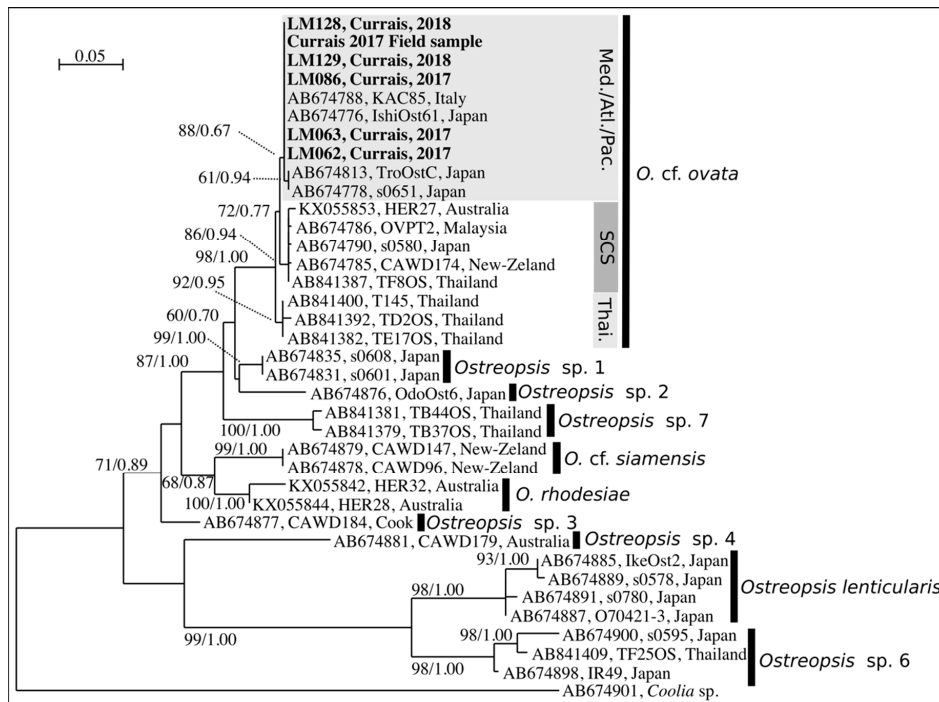 LM128, Currais, 2018
Currais 2017 Field sample
LM129, Currais, 2018
LM086, Currais, 2017
AB674788, KAC85, Italy
AB674776, IshiOst61, Japan
LM063, Currais, 2017
LM062, Currais, 2017
AB674813, TroOstC, Japan
AB674778, s0651, Japan
Med./Atl./Pac.
O. cf. ovata
KX055853, HER27, Australia
AB674786, OVPT2, Malaysia
AB674790, s0580, Japan
AB674785, CAWD174, New-Zeland
AB841387, TF8OS, Thailand
SCS
AB841400, T145, Thailand
AB841392, TD2OS, Thailand
AB841382, TE17OS, Thailand
Thai.
AB674835, s0608, Japan
AB674831, s0601, Japan
Ostreopsis sp. 1
AB674876, OdoOst6, Japan
Ostreopsis sp. 2
AB841381, TB44OS, Thailand
AB841379, TB37OS, Thailand
Ostreopsis sp. 7
AB674879, CAWD147, New-Zeland
AB674878, CAWD96, New-Zeland
O. cf. siamensis
KX055842, HER32, Australia
KX055844, HER28, Australia
O. rhodesiae
AB674877, CAWD184, Cook
Ostreopsis sp. 3
AB674881, CAWD179, Australia
Ostreopsis sp. 4
AB674885, IkeOst2, Japan
AB674889, s0578, Japan
AB674891, s0780, Japan
AB674887, O70421-3, Japan
Ostreopsis lenticularis
AB674900, s0595, Japan
AB841409, TF25OS, Thailand
AB674898, IR49, Japan
Ostreopsis sp. 6
AB674901, Coolia sp.
0.05
88/0.67
61/0.94
72/0.77
86/0.94
98/1.00
92/0.95
60/0.70
99/1.00
87/1.00
100/1.00
99/1.00
71/0.89
68/0.87
100/1.00
93/1.00
98/1.00
99/1.00
98/1.00
98/1.00